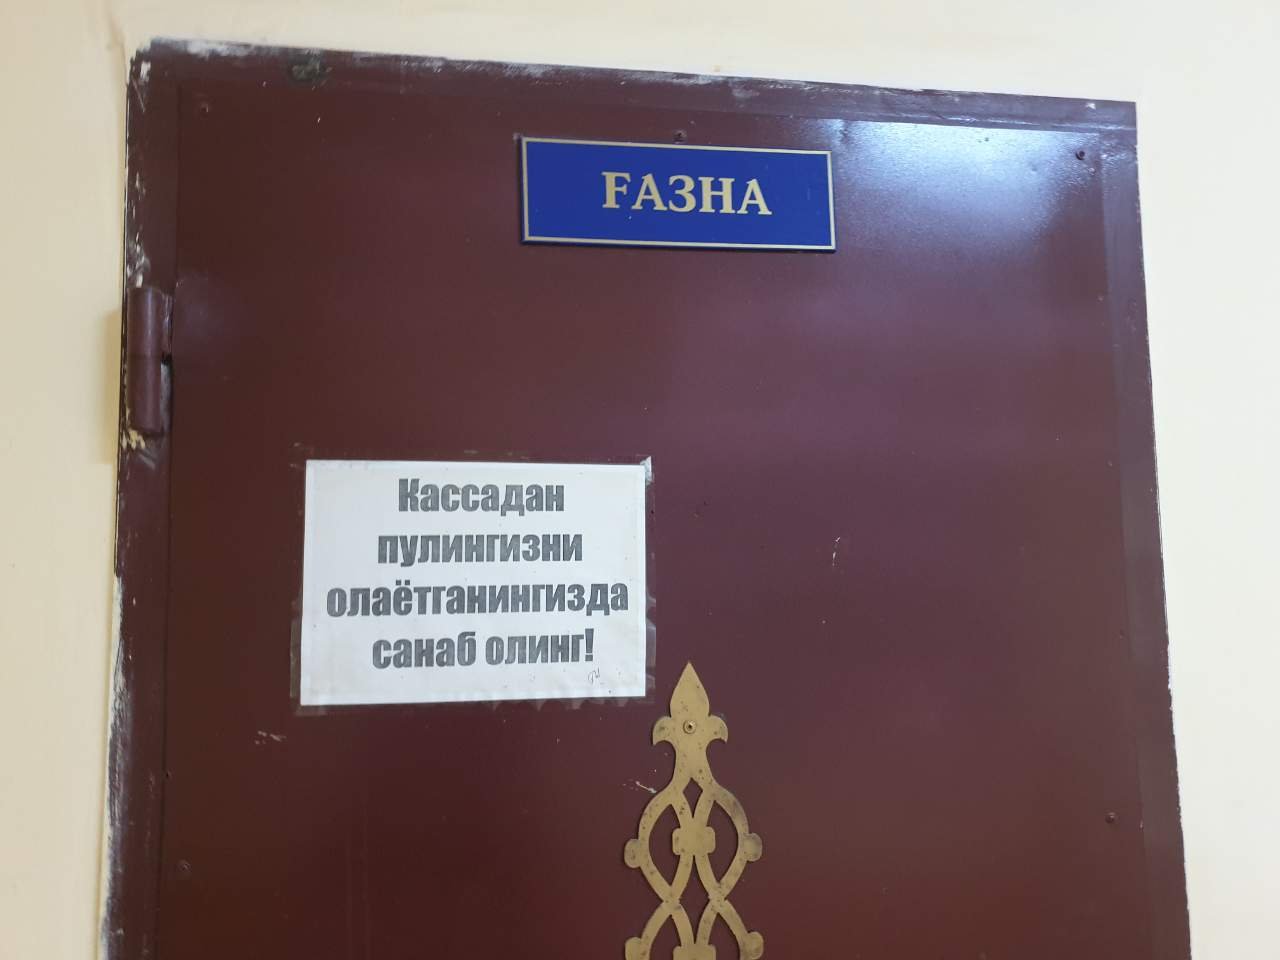 ҒАЗНА
Кассадан
пулингизни
олаётганингизда
санаб олинг!